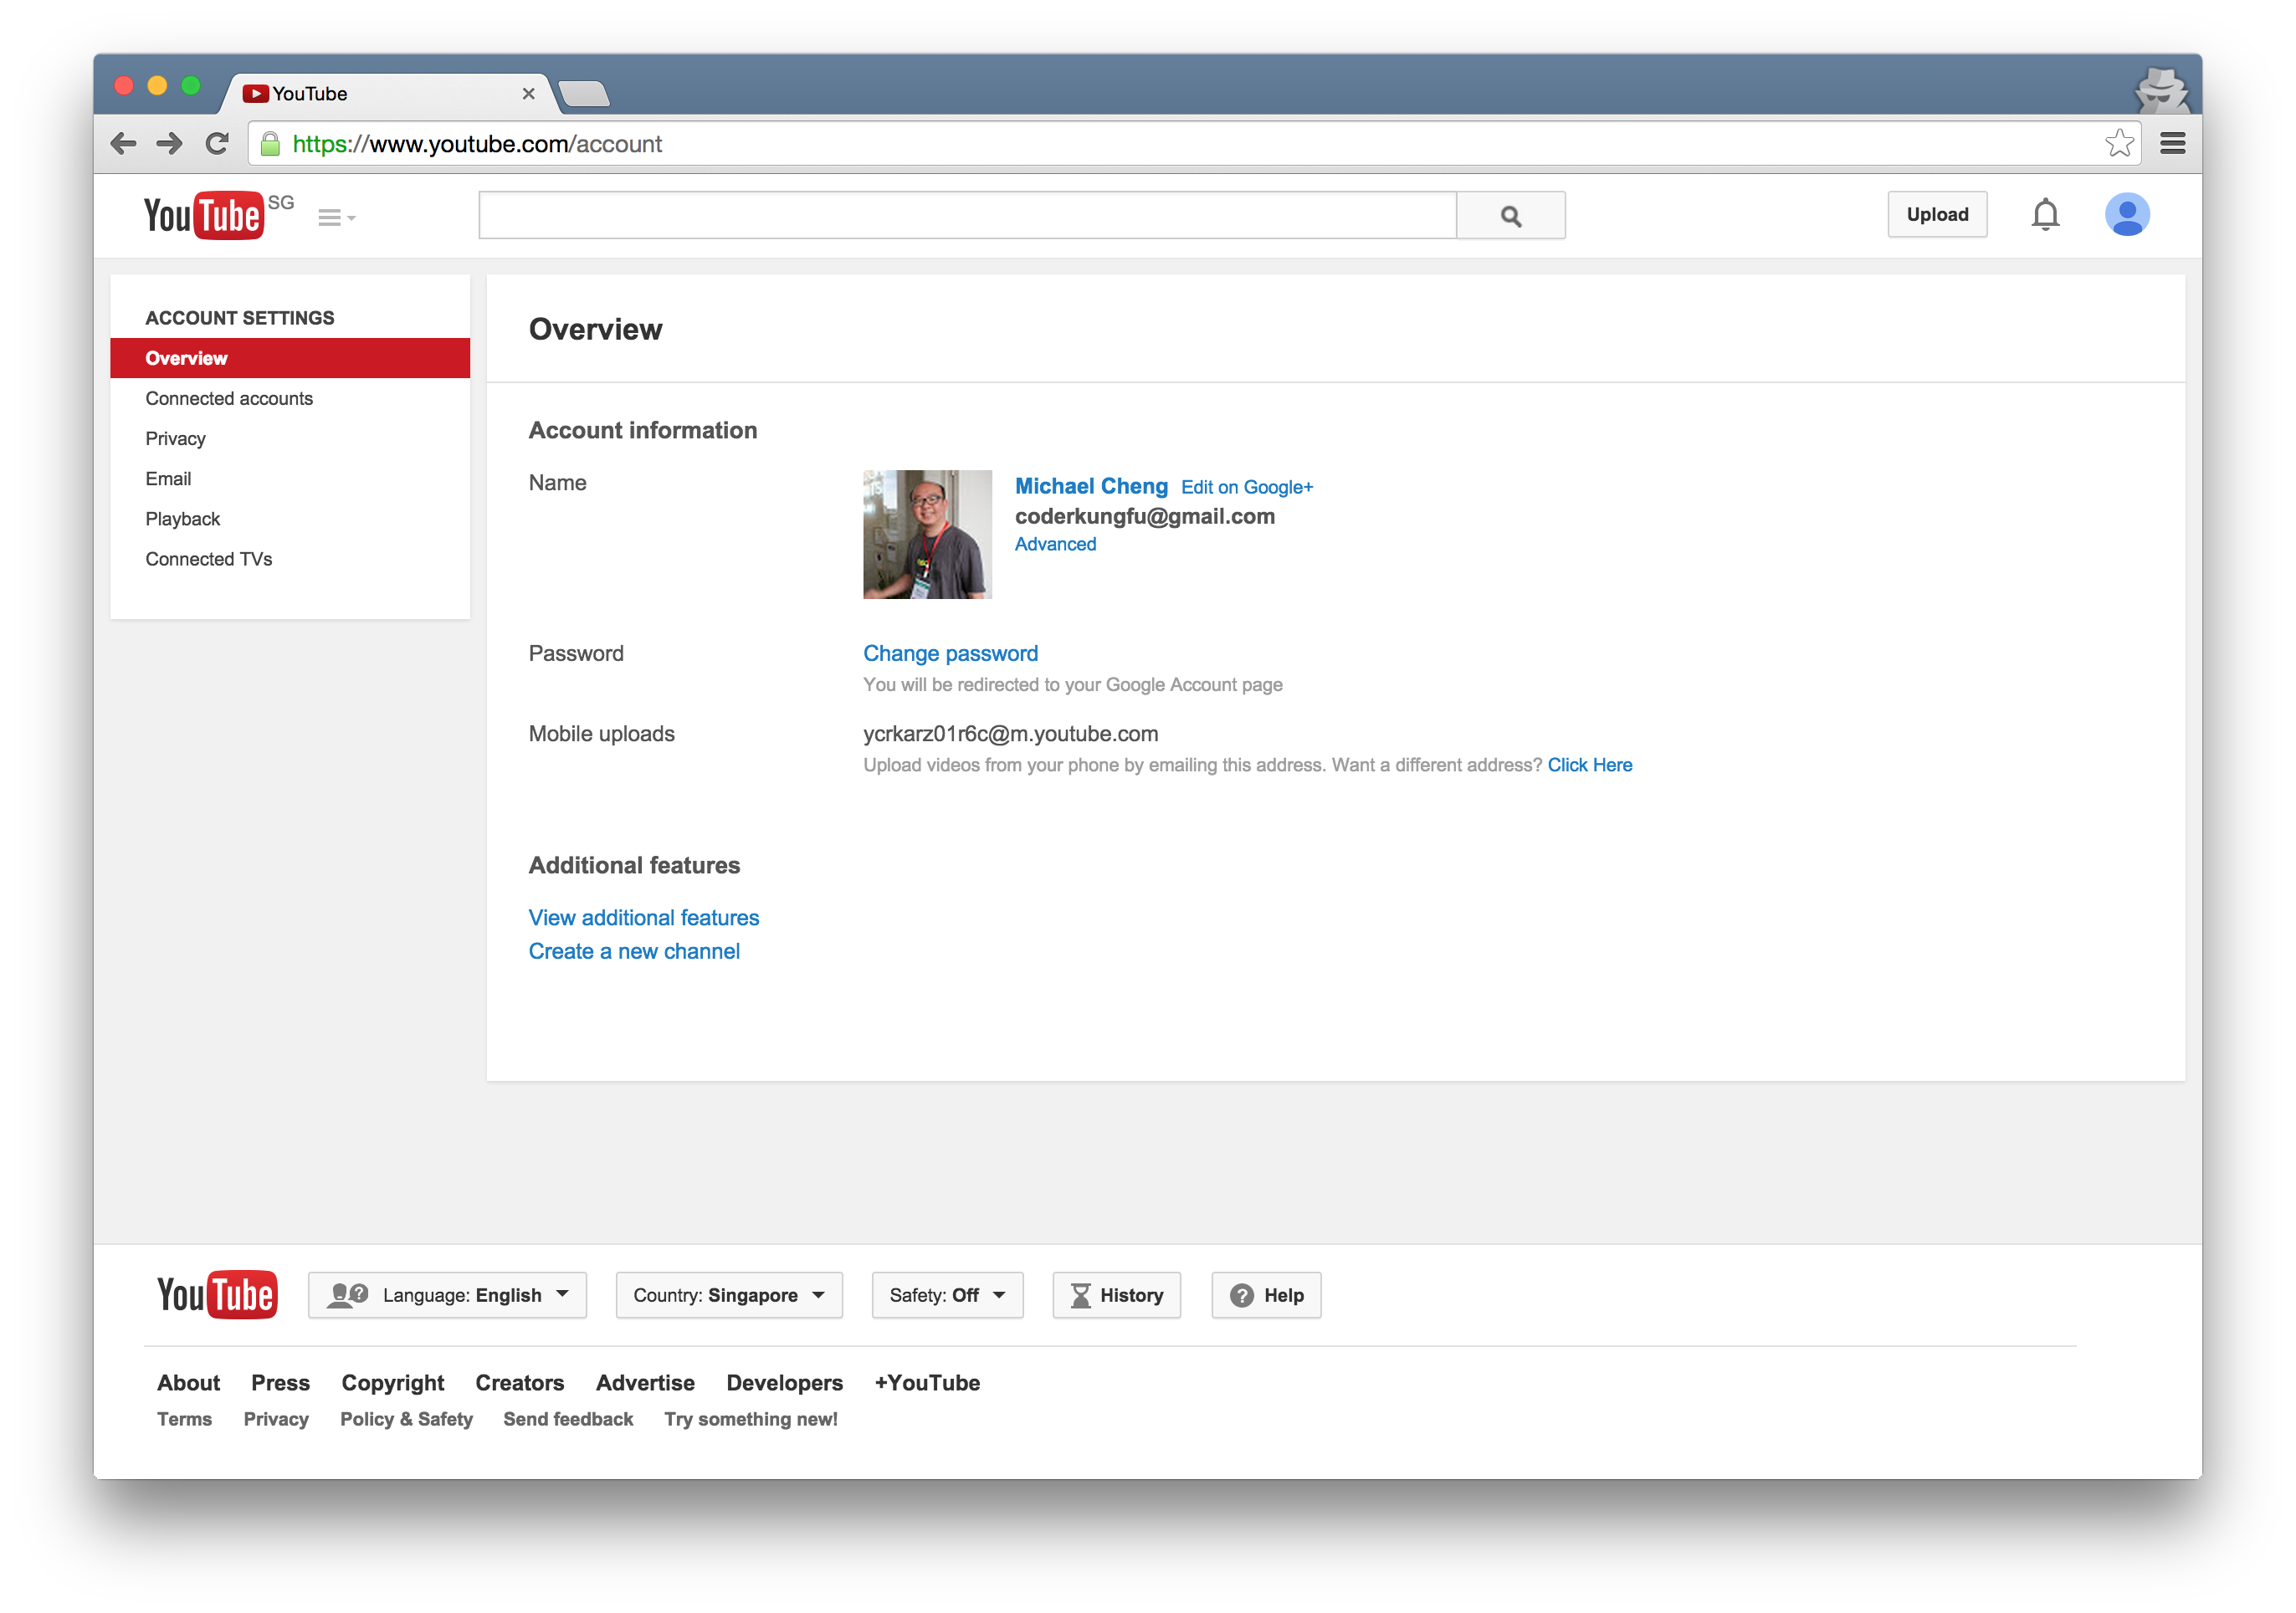 YouTube
https://www.youtube.com/account
YouTube SG
Upload
ACCOUNT SETTINGS
Overview
Connected accounts
Privacy
Email
Playback
Connected TVs
Overview
Account information
Name
Michael Cheng Edit on Google+
coderkungfu@gmail.com
Advanced
Password
Change password
You will be redirected to your Google Account page
Mobile uploads
ycrkarz01r6c@m.youtube.com
Upload videos from your phone by emailing this address. Want a different address? Click Here
Additional features
View additional features
Create a new channel
YouTube Language: English Country: Singapore Safety: Off History Help
About Press Copyright Creators Advertise Developers +YouTube
Terms Privacy Policy & Safety Send feedback Try something new!